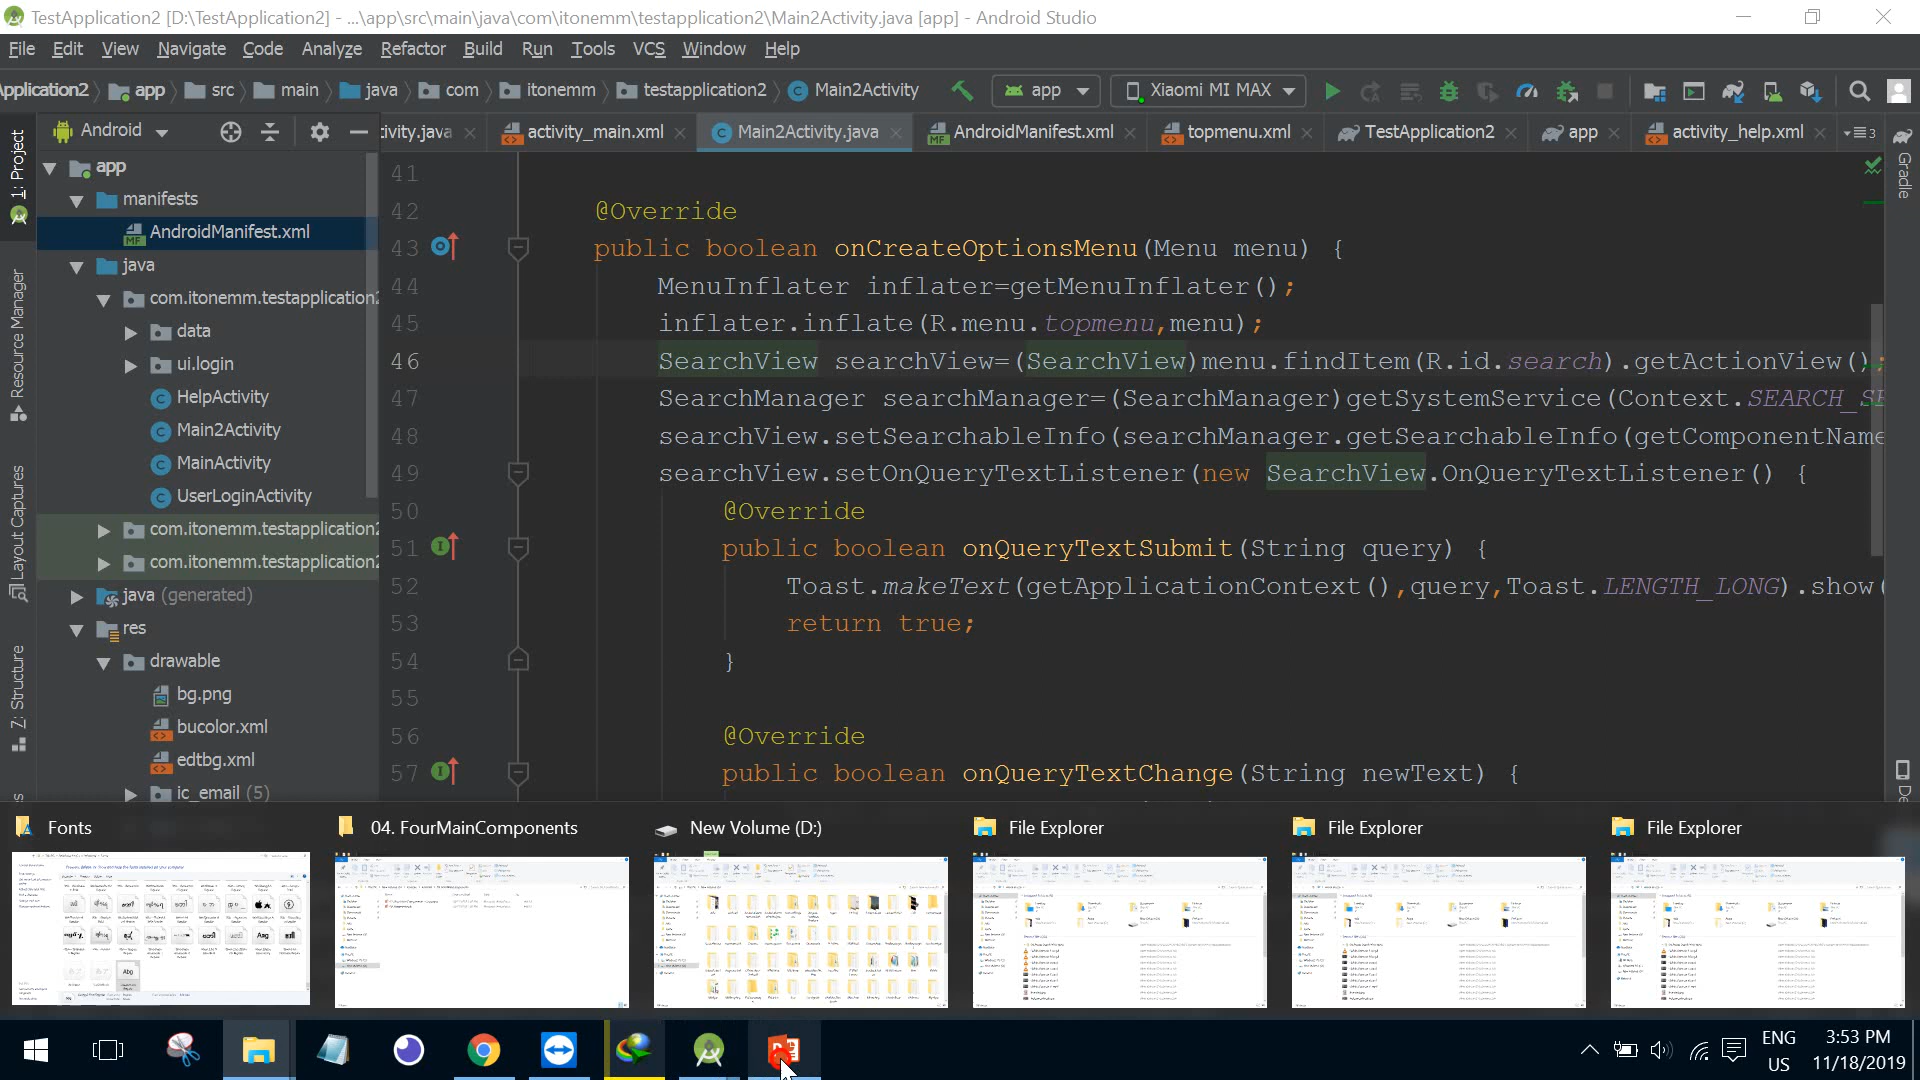 TestApplication2 [D:\TestApplication2] - ...\app\src\main\java\com\itonemm\testapplication2\Main2Activity.java [app] - Android Studio
File Edit View Navigate Code Analyze Refactor Build Run Tools VCS Window Help
pplication2 app src main java com itonemm testapplication2 Main2Activity app Xiaomi MI MAX
Android
tivity.java activity_main.xml Main2Activity.java AndroidManifest.xml topmenu.xml TestApplication2 app activity_help.xml 3
1: Project
Resource Manager
Layout Captures
Z: Structure
Gradle
app
manifests
AndroidManifest.xml
java
com.itonemm.testapplication
data
ui.login
HelpActivity
Main2Activity
MainActivity
UserLoginActivity
com.itonemm.testapplication2
com.itonemm.testapplication2
java (generated)
res
drawable
bg.png
bucolor.xml
edtbg.xml
ic_email (5)
41
42 @Override
43 public boolean onCreateOptionsMenu(Menu menu) {
44 MenuInflater inflater=getMenuInflater();
45 inflater.inflate(R.menu.topmenu,menu);
46 SearchView searchView=(SearchView)menu.findItem(R.id.search).getActionView();
47 SearchManager searchManager=(SearchManager)getSystemService(Context.SEARCH_SE
48 searchView.setSearchableInfo(searchManager.getSearchableInfo(getComponentName
49 searchView.setOnQueryTextListener(new SearchView.OnQueryTextListener() {
50 @Override
51 public boolean onQueryTextSubmit(String query) {
52 Toast.makeText(getApplicationContext(),query,Toast.LENGTH_LONG).show(
53 return true;
54 }
55
56 @Override
57 public boolean onQueryTextChange(String newText) {
Fonts 04. FourMainComponents New Volume (D:) File Explorer File Explorer File Explorer
ENG
US
3:53 PM
11/18/2019